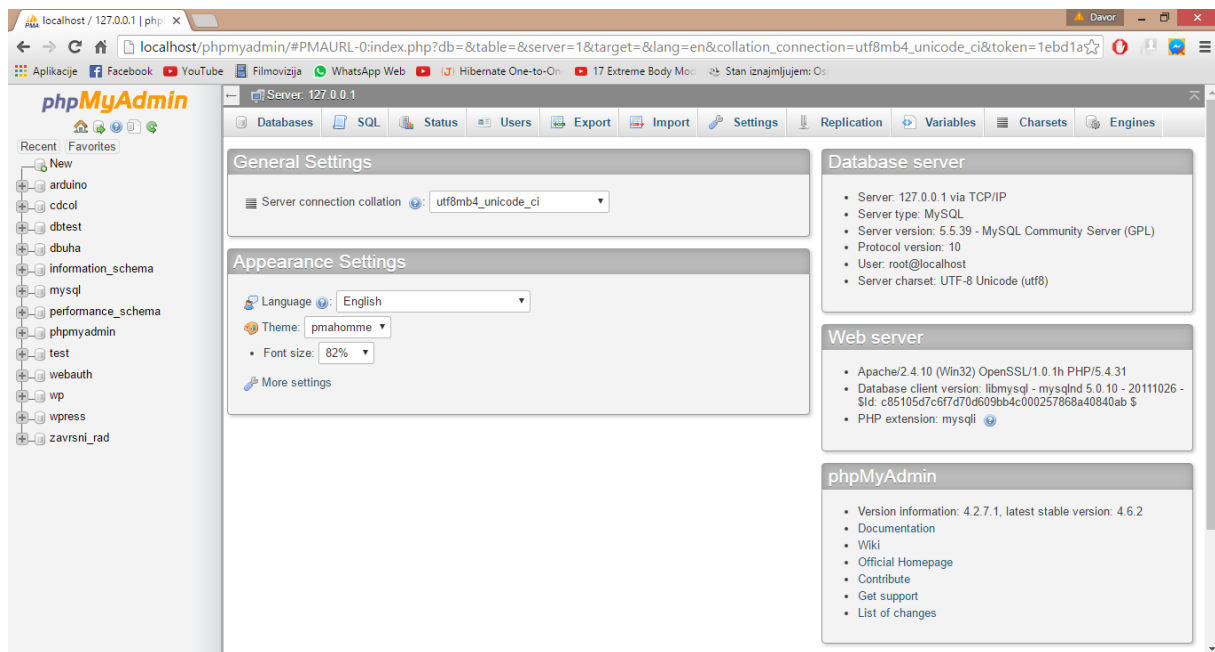 localhost / 127.0.0.1 | php
Davor
localhost/phpmyadmin/#PMAURL-0:index.php?db=&table=&server=1&target=&lang=en&collation_connection=utf8mb4_unicode_ci&token=1ebd1a
Aplikacije Facebook YouTube Filmovizija WhatsApp Web (J) Hibernate One-to-On 17 Extreme Body Mod Stan iznajmljujem: Os
phpMyAdmin
Recent Favorites
New
arduino
cdcol
dbtest
dbuha
information_schema
mysql
performance_schema
phpmyadmin
test
webauth
wp
wpress
zavrsni_rad
Server: 127.0.0.1
Databases SQL Status Users Export Import Settings Replication Variables Charsets Engines
General Settings
Server connection collation : utf8mb4_unicode_ci
Appearance Settings
Language : English
Theme: pmahomme
• Font size: 82%
More settings
Database server
• Server: 127.0.0.1 via TCP/IP
• Server type: MySQL
• Server version: 5.5.39 - MySQL Community Server (GPL)
• Protocol version: 10
• User: root@localhost
• Server charset: UTF-8 Unicode (utf8)
Web server
• Apache/2.4.10 (Win32) OpenSSL/1.0.1h PHP/5.4.31
• Database client version: libmysql - mysqlnd 5.0.10 - 20111026 -
$Id: c85105d7c6f7d70d609bb4c000257868a40840ab $
• PHP extension: mysqli
phpMyAdmin
• Version information: 4.2.7.1, latest stable version: 4.6.2
• Documentation
• Wiki
• Official Homepage
• Contribute
• Get support
• List of changes